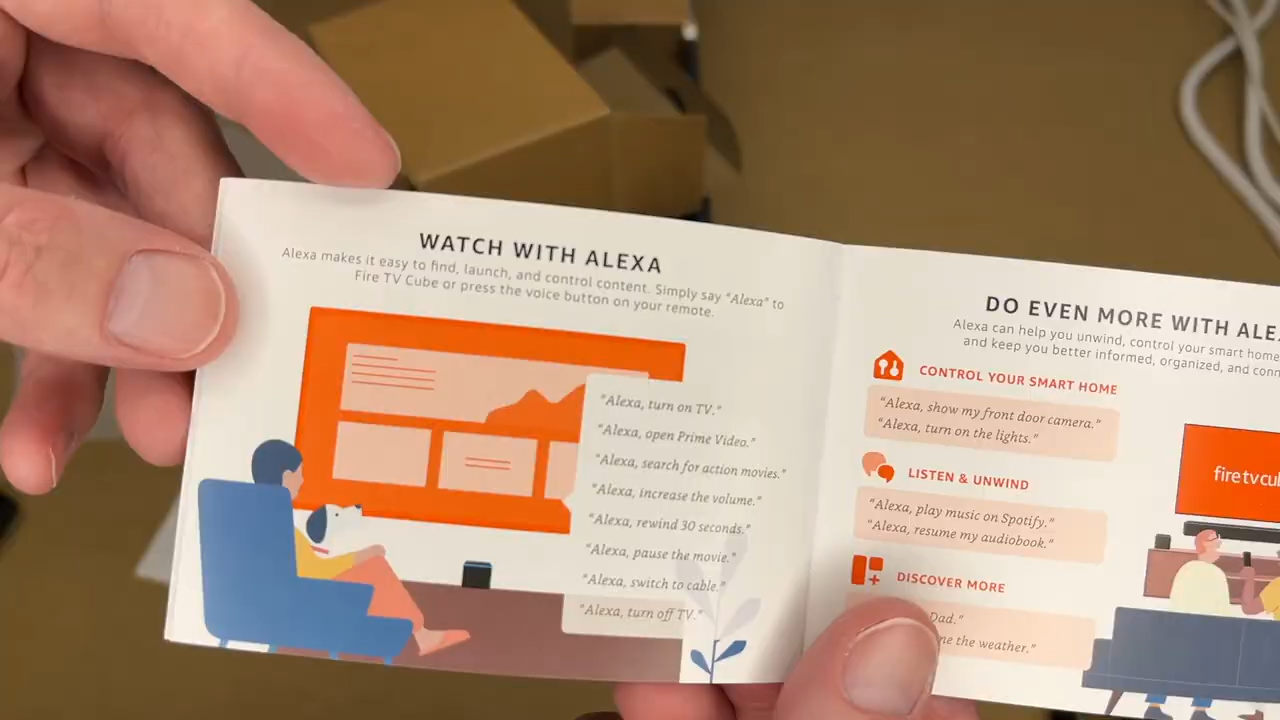 WATCH WITH ALEXA
Alexa makes it easy to find, launch, and control content. Simply say "Alexa" to
Fire TV Cube or press the voice button on your remote.
"Alexa, turn on TV."
"Alexa, open Prime Video."
"Alexa, search for action movies."
"Alexa, increase the volume."
"Alexa, rewind 30 seconds."
"Alexa, pause the movie."
"Alexa, switch to cable."
"Alexa, turn off TV."
DO EVEN MORE WITH
Alexa can help you unwind, control your smart home
and keep you better informed, organized, and
CONTROL YOUR SMART HOME
"Alexa, show my front door camera."
"Alexa, turn on the lights."
LISTEN & UNWIND
"Alexa, play music on Spotify."
"Alexa, resume my audiobook."
DISCOVER MORE
Dad."
the weather."